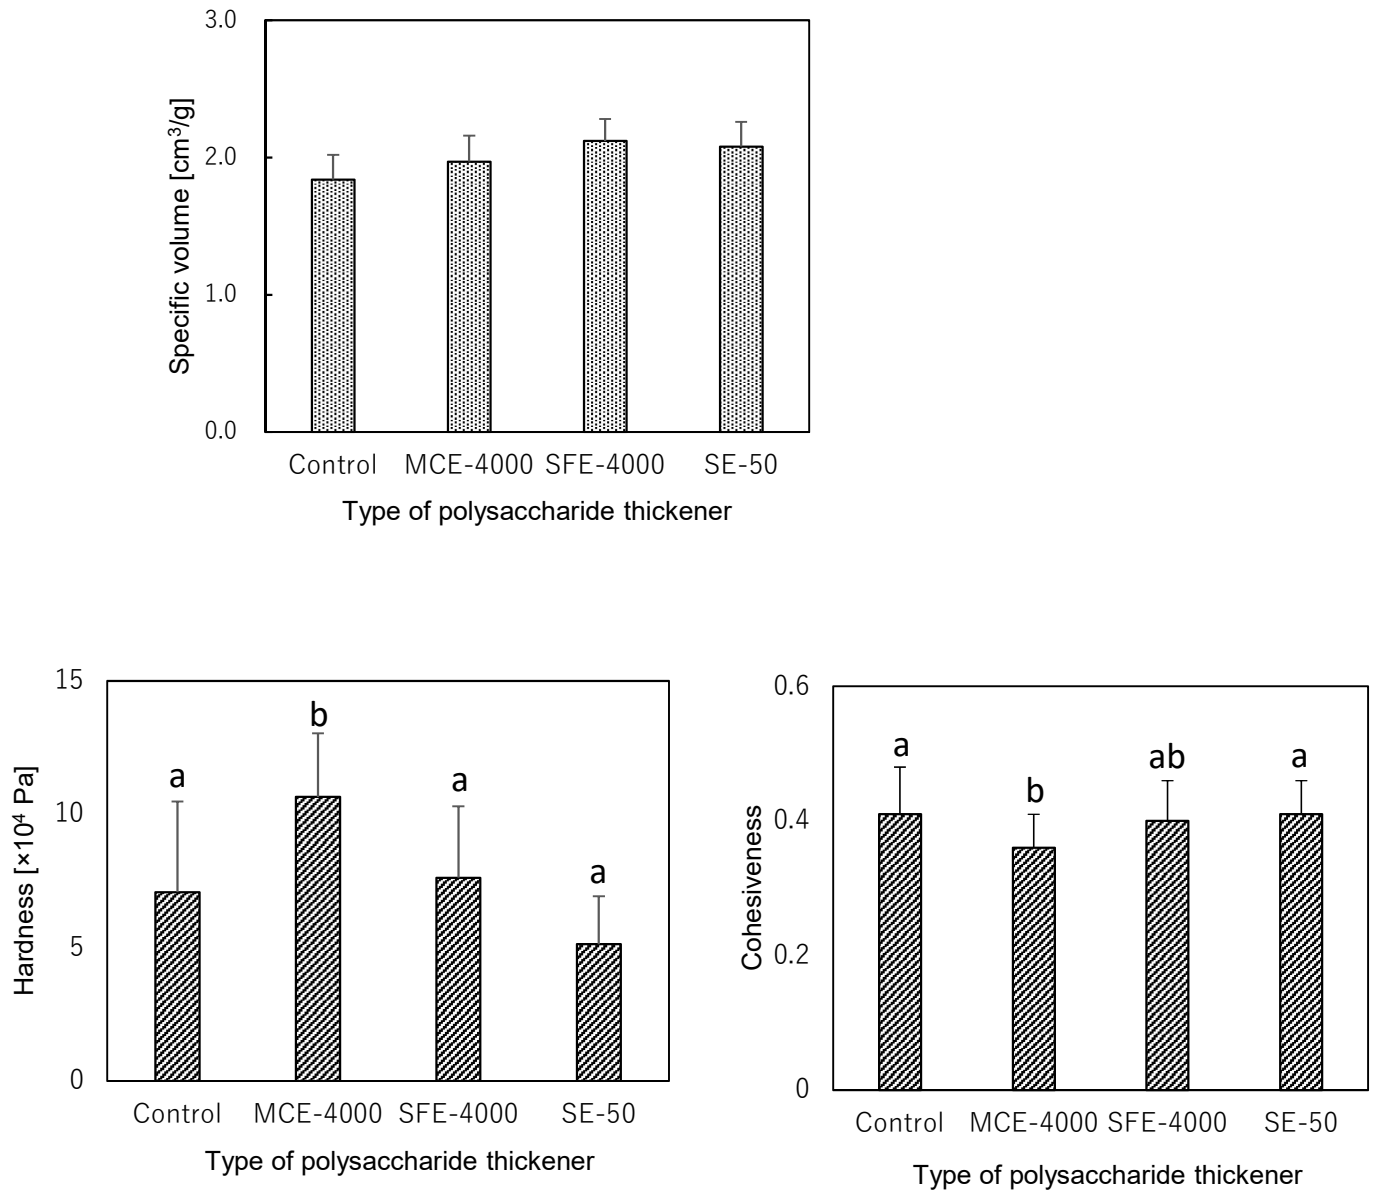 3.0
2.0
1.0
0.0
Specific volume [cm³/g]
Control MCE-4000 SFE-4000 SE-50
Type of polysaccharide thickener
15
10
5
0
Hardness [×10⁴ Pa]
a b a a
Control MCE-4000 SFE-4000 SE-50
Type of polysaccharide thickener
0.6
0.4
0.2
0
Cohesiveness
a b ab a
Control MCE-4000 SFE-4000 SE-50
Type of polysaccharide thickener